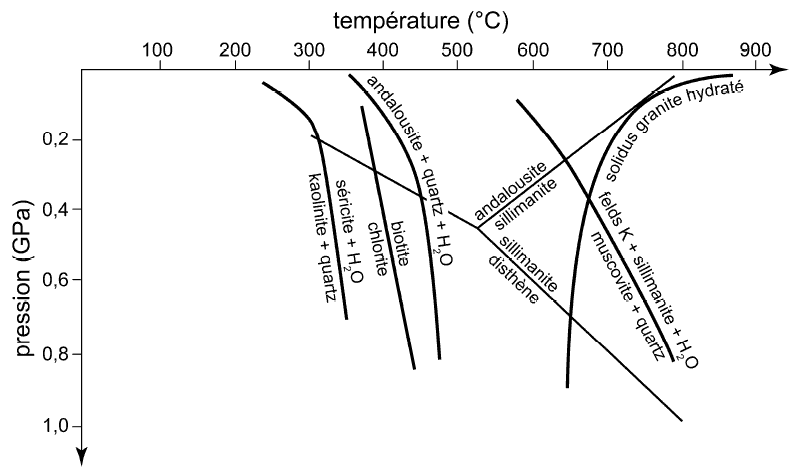 température (°C)
100 200 300 400 500 600 700 800 900
pression (GPa)
0,2
0,4
0,6
0,8
1,0
kaolinite + quartz
séricite + H₂O
chlorite
biotite
andalousite + quartz + H₂O
andalousite
sillimanite
sillimanite
disthène
solidus granite hydraté
felds K + sillimanite + H₂O
muscovite + quartz